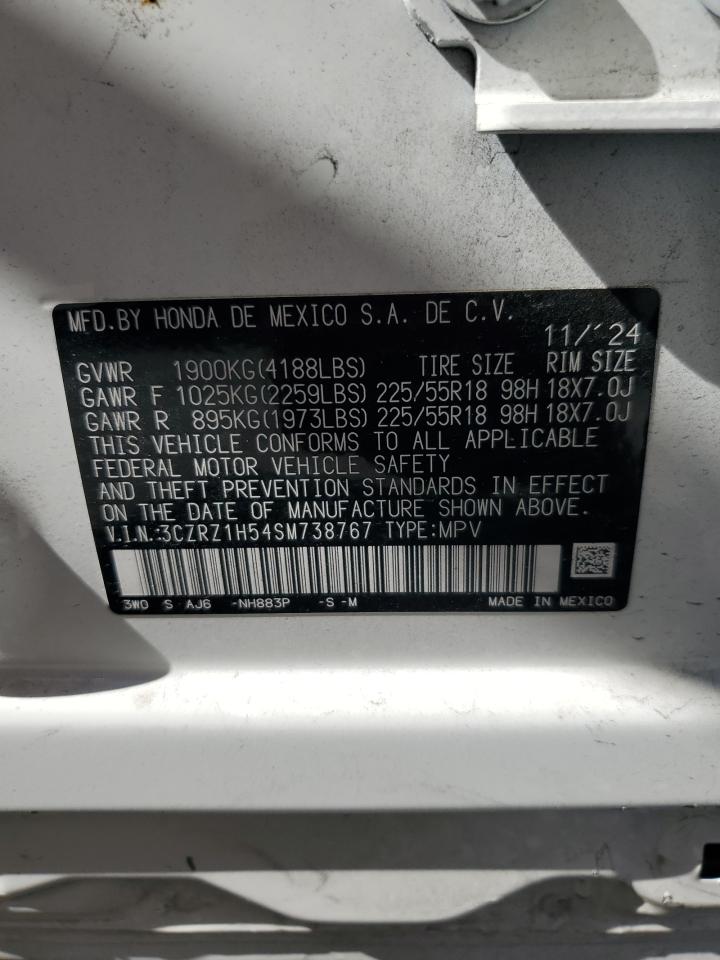 MFD.BY HONDA DE MEXICO S.A. DE C.V. 11/'24
GVWR 1900KG(4188LBS) TIRE SIZE RIM SIZE
GAWR F 1025KG(2259LBS) 225/55R18 98H 18X7.0J
GAWR R 895KG(1973LBS) 225/55R18 98H 18X7.0J
THIS VEHICLE CONFORMS TO ALL APPLICABLE
FEDERAL MOTOR VEHICLE SAFETY
AND THEFT PREVENTION STANDARDS IN EFFECT
ON THE DATE OF MANUFACTURE SHOWN ABOVE.
V.I.N.:3CZRZ1H54SM738767 TYPE:MPV
3W0 S AJ6 -NH883P -S -M MADE IN MEXICO